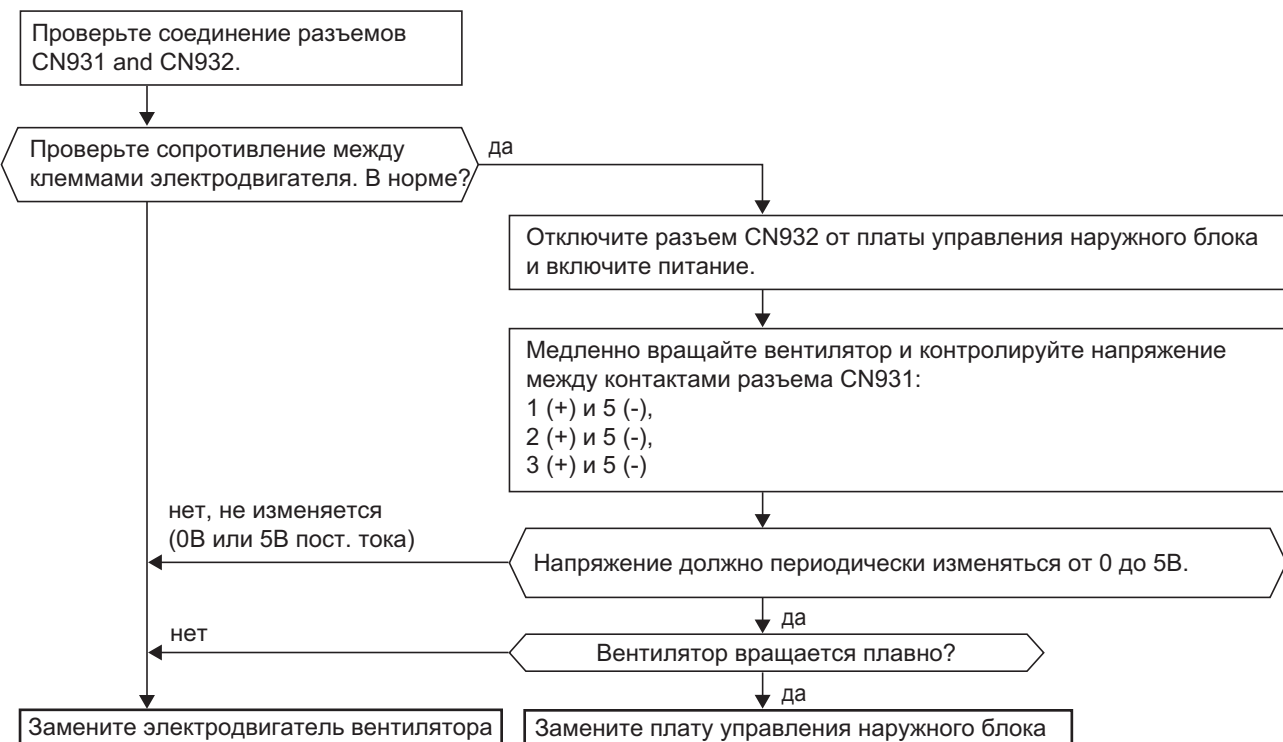 Проверьте соединение разъемов
CN931 and CN932.
Проверьте сопротивление между
клеммами электродвигателя. В норме?
да
Отключите разъем CN932 от платы управления наружного блока
и включите питание.
Медленно вращайте вентилятор и контролируйте напряжение
между контактами разъема CN931:
1 (+) и 5 (-),
2 (+) и 5 (-),
3 (+) и 5 (-)
нет, не изменяется
(0В или 5В пост. тока)
Напряжение должно периодически изменяться от 0 до 5В.
да
нет
Вентилятор вращается плавно?
да
Замените электродвигатель вентилятора
Замените плату управления наружного блока